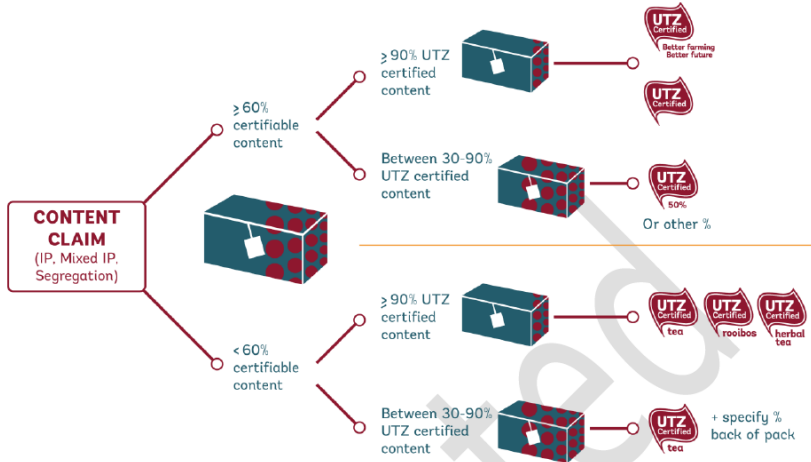 CONTENT
CLAIM
(IP, Mixed IP.
Segregation)
≥60%
certifiable
content
≥90% UTZ
certified
content
UTZ
Certified
Better farming
Better future
UTZ
Certified
Between 30-90%
UTZ certified
content
UTZ
Certified
50%
Or other %
<60%
certifiable
content
≥90% UTZ
certified
content
UTZ
Certified
tea
UTZ
Certified
rooibos
UTZ
Certified
herbal
tea
Between 30-90%
UTZ certified
content
UTZ
Certified
tea
+ specify %
back of pack
ted